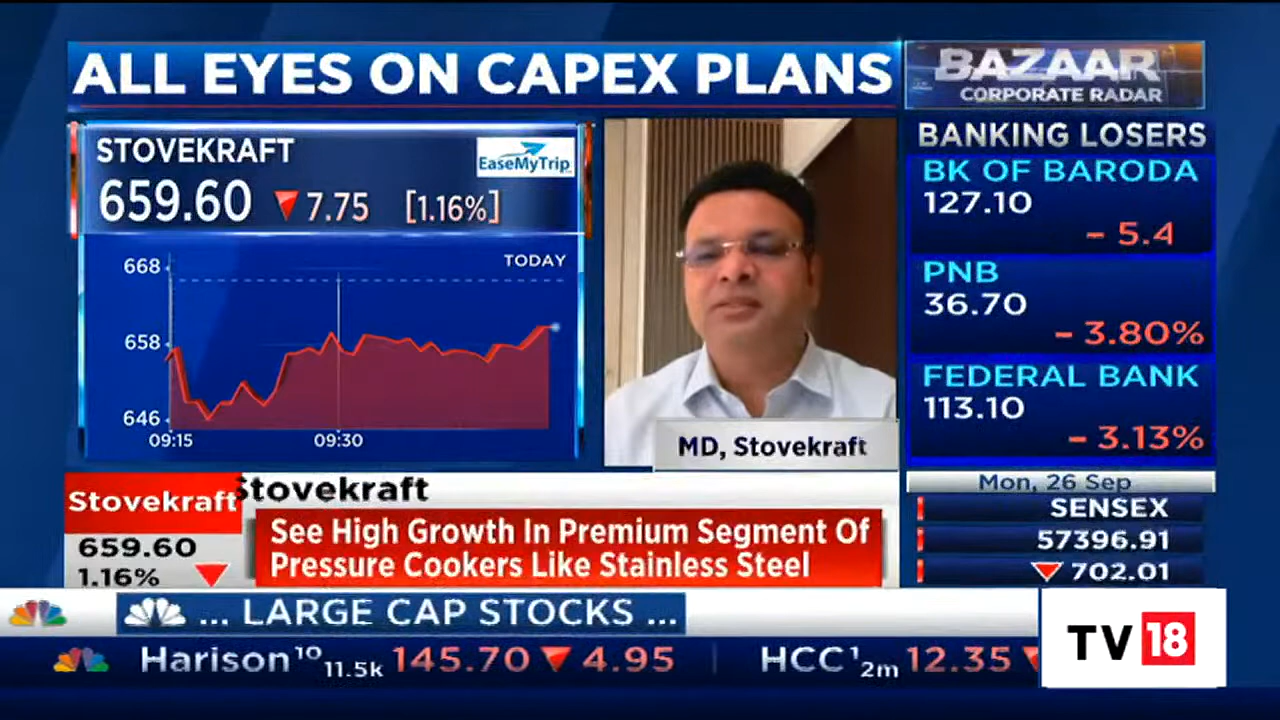 ALL EYES ON CAPEX PLANS
BAZAAR
CORPORATE RADAR
STOVEKRAFT
659.60 7.75 [1.16%]
EaseMyTrip
TODAY
668
658
646
09:15 09:30
MD, Stovekraft
BANKING LOSERS
BK OF BARODA
127.10
- 5.4
PNB
36.70
- 3.80%
FEDERAL BANK
113.10
- 3.13%
Mon, 26 Sep
SENSEX
57396.91
702.01
Stovekraft
659.60
1.16%
Stovekraft
See High Growth In Premium Segment Of
Pressure Cookers Like Stainless Steel
... LARGE CAP STOCKS ...
TV18
Harison 10 11.5k 145.70 4.95 HCC 1 2m 12.35